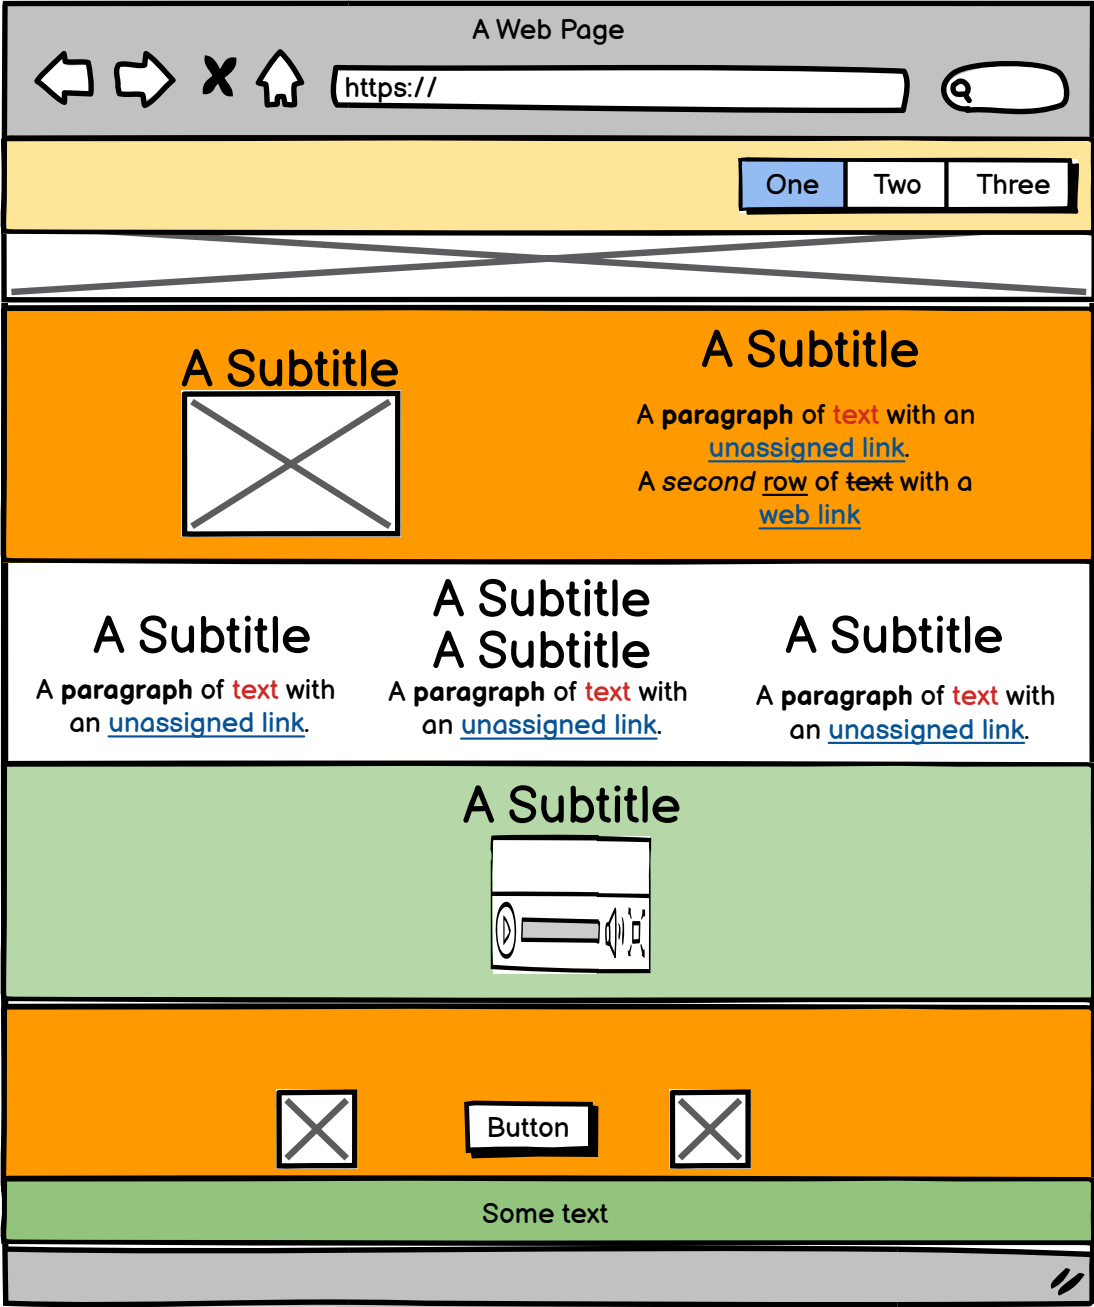 A Web Page
https://
One Two Three
A Subtitle
A Subtitle
A paragraph of text with an
unassigned link.
A second row of text with a
web link
A Subtitle
A paragraph of text with
an unassigned link.
A Subtitle
A Subtitle
A paragraph of text with
an unassigned link.
A Subtitle
A paragraph of text with
an unassigned link.
A Subtitle
Button
Some text